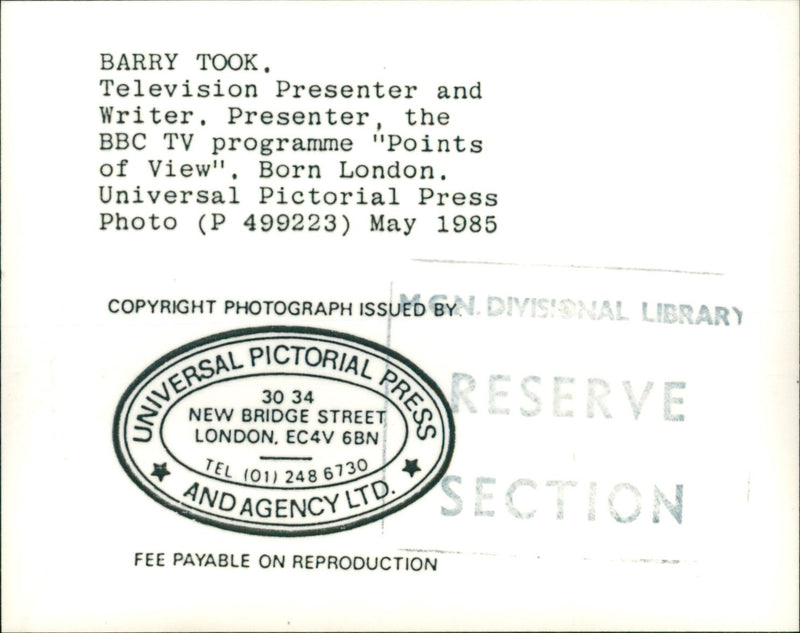 BARRY TOOK.
Television Presenter and
Writer. Presenter, the
BBC TV programme "Points
of View". Born London.
Universal Pictorial Press
Photo (P 499223) May 1985
COPYRIGHT PHOTOGRAPH ISSUED BY.
M.G.N. DIVISIONAL LIBRARY
RESERVE
SECTION
UNIVERSAL PICTORIAL PRESS
30 34
NEW BRIDGE STREET
LONDON, EC4V 6BN
TEL (01) 248 6730
AND AGENCY LTD.
FEE PAYABLE ON REPRODUCTION